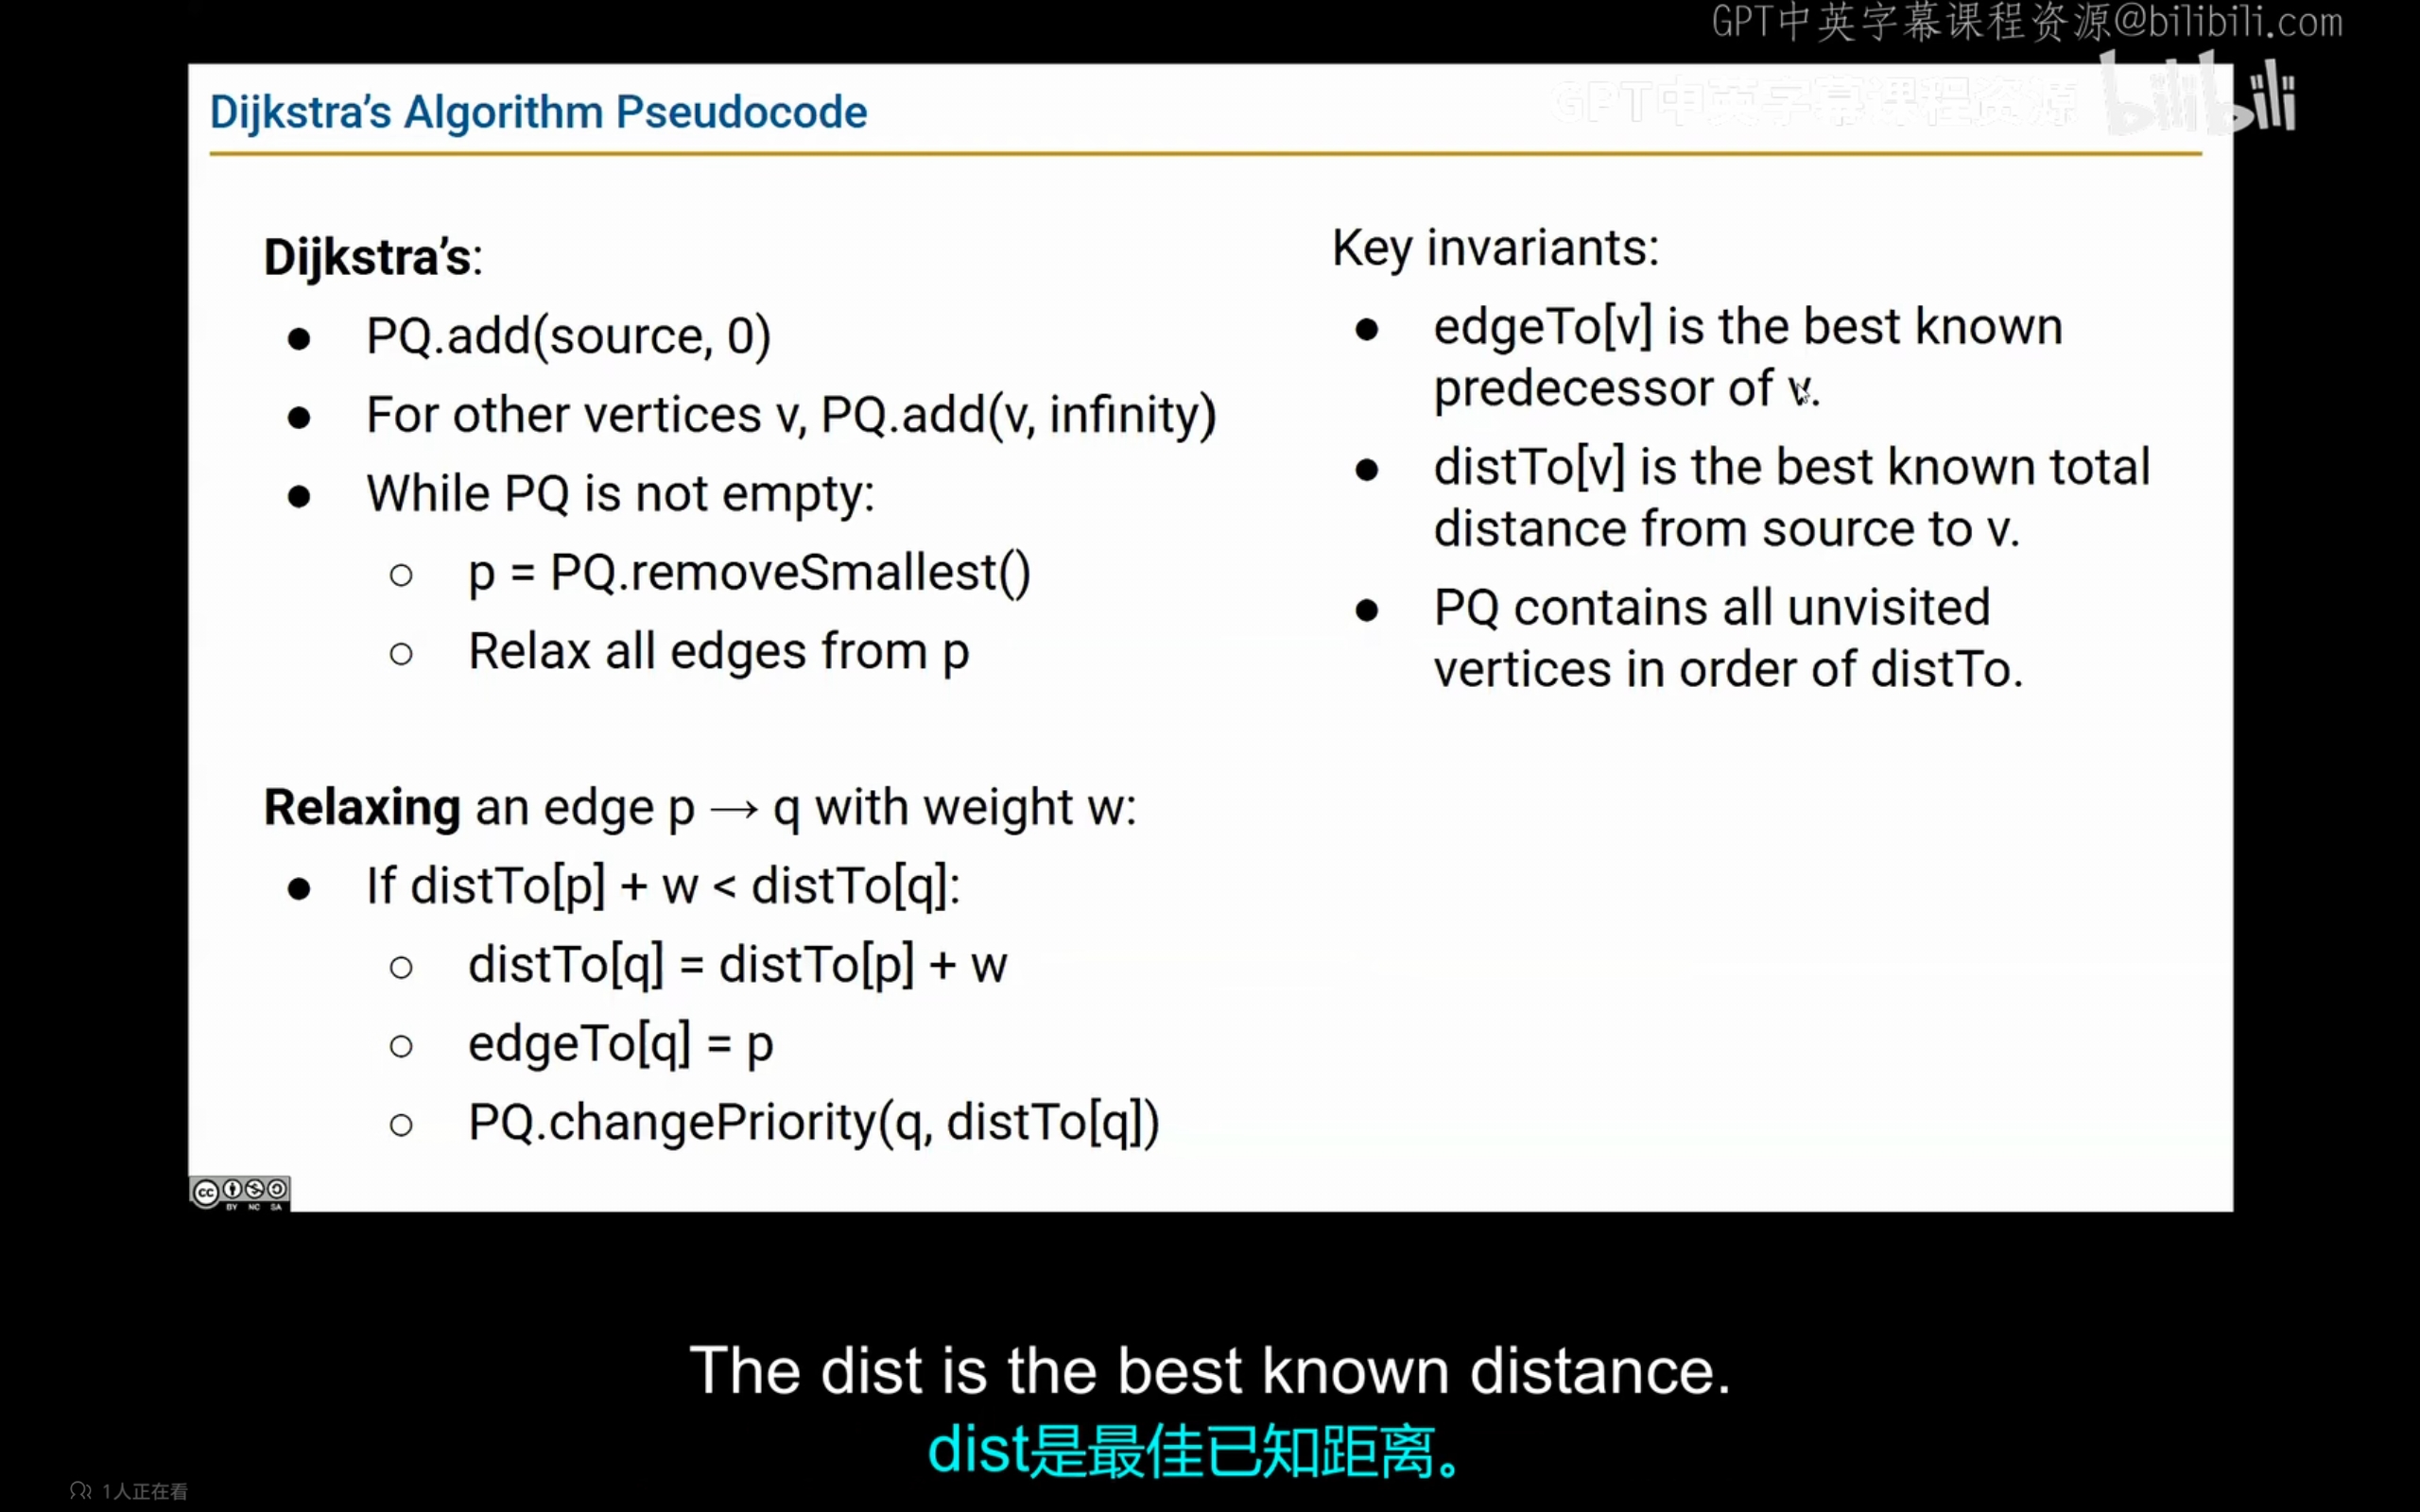 GPT中英字幕课程资源@bilibili.com
GPT中英字幕课程资源 bilibili
Dijkstra's Algorithm Pseudocode
Dijkstra's:
● PQ.add(source, 0)
● For other vertices v, PQ.add(v, infinity)
● While PQ is not empty:
○ p = PQ.removeSmallest()
○ Relax all edges from p
Relaxing an edge p → q with weight w:
● If distTo[p] + w < distTo[q]:
○ distTo[q] = distTo[p] + w
○ edgeTo[q] = p
○ PQ.changePriority(q, distTo[q])
Key invariants:
● edgeTo[v] is the best known
predecessor of v.
● distTo[v] is the best known total
distance from source to v.
● PQ contains all unvisited
vertices in order of distTo.
cc BY NC SA
The dist is the best known distance.
dist是最佳已知距离。
1人正在看